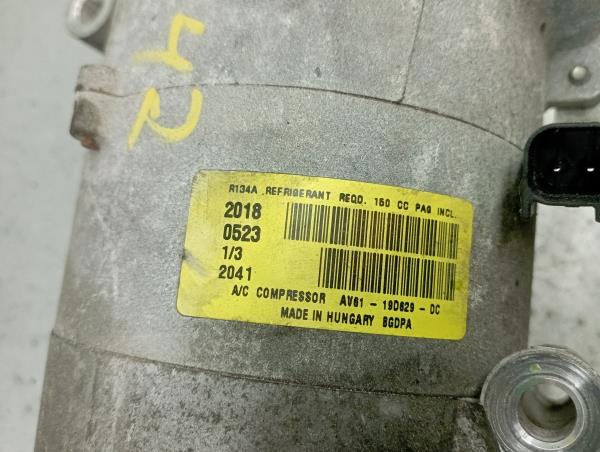 R134A .REFRIGERANT REQD. 150 CC PAG INCL.
2018
0523
1/3
2041
A/C COMPRESSOR AV61 - 19D629 - DC
MADE IN HUNGARY BGDPA